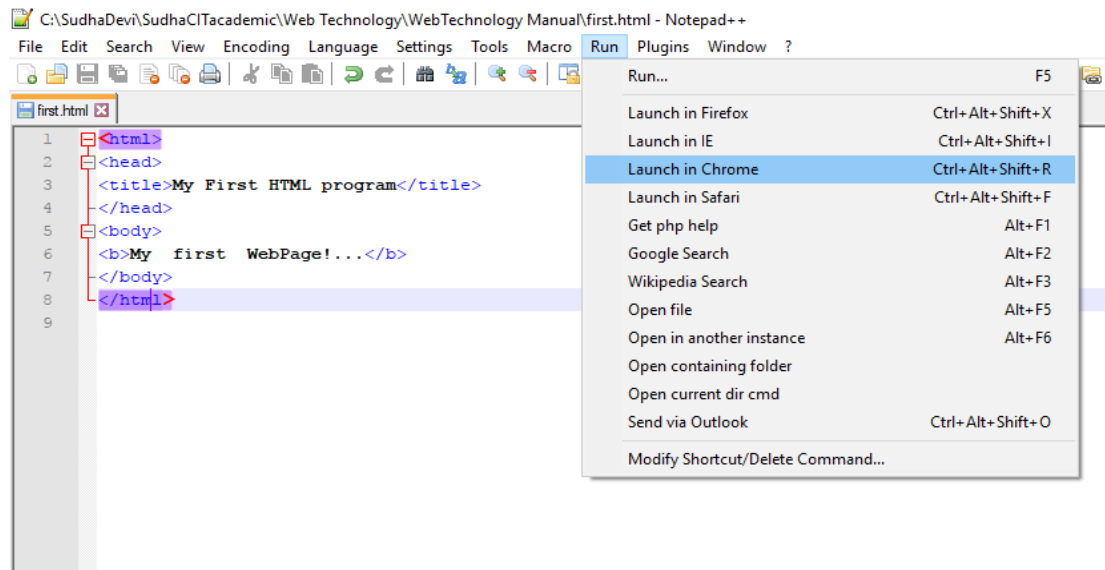 C:\SudhaDevi\SudhaCITacademic\Web Technology\WebTechnology Manual\first.html - Notepad++
File Edit Search View Encoding Language Settings Tools Macro Run Plugins Window ?
first.html
1 <html>
2 <head>
3 <title>My First HTML program</title>
4 </head>
5 <body>
6 <b>My  first  WebPage!...</b>
7 </body>
8 </html>
9
Run... F5
Launch in Firefox Ctrl+Alt+Shift+X
Launch in IE Ctrl+Alt+Shift+I
Launch in Chrome Ctrl+Alt+Shift+R
Launch in Safari Ctrl+Alt+Shift+F
Get php help Alt+F1
Google Search Alt+F2
Wikipedia Search Alt+F3
Open file Alt+F5
Open in another instance Alt+F6
Open containing folder
Open current dir cmd
Send via Outlook Ctrl+Alt+Shift+O
Modify Shortcut/Delete Command...